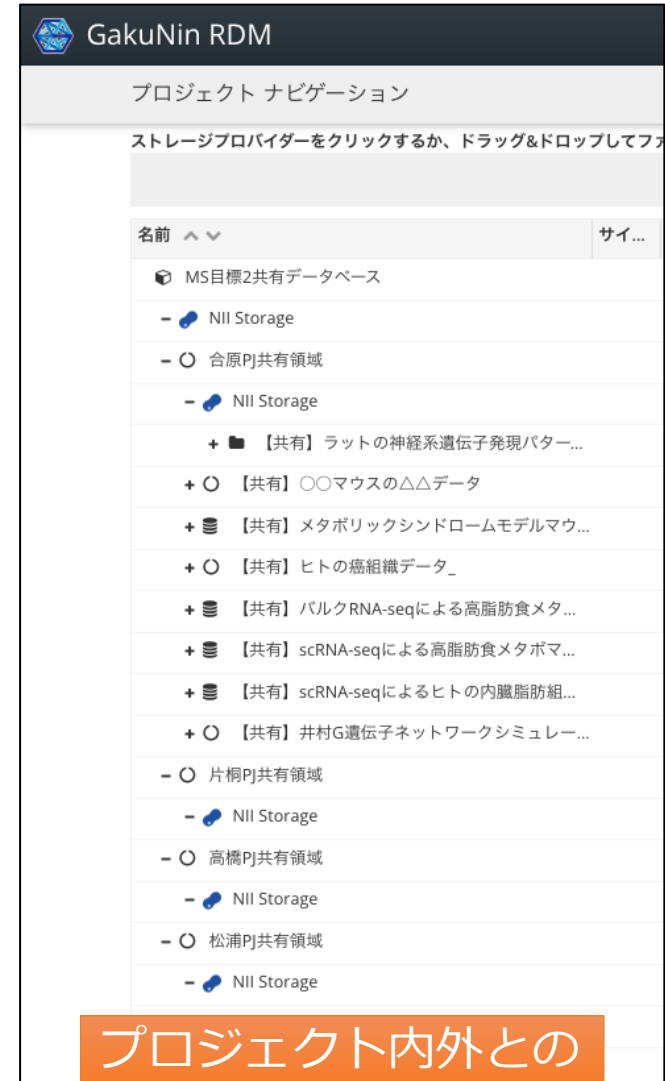 GakuNin RDM
プロジェクト ナビゲーション
ストレージプロバイダーをクリックするか、ドラッグ&ドロップしてファ
名前 サイ...
MS目標2共有データベース
NII Storage
合原PJ共有領域
NII Storage
【共有】ラットの神経系遺伝子発現パター...
【共有】○○マウスの△△データ
【共有】メタボリックシンドロームモデルマウ...
【共有】ヒトの癌組織データ_
【共有】バルクRNA-seqによる高脂肪食メタ...
【共有】scRNA-seqによる高脂肪食メタボマ...
【共有】scRNA-seqによるヒトの内臓脂肪組...
【共有】井村G遺伝子ネットワークシミュレー...
片桐PJ共有領域
NII Storage
高橋PJ共有領域
NII Storage
松浦PJ共有領域
NII Storage
プロジェクト内外との